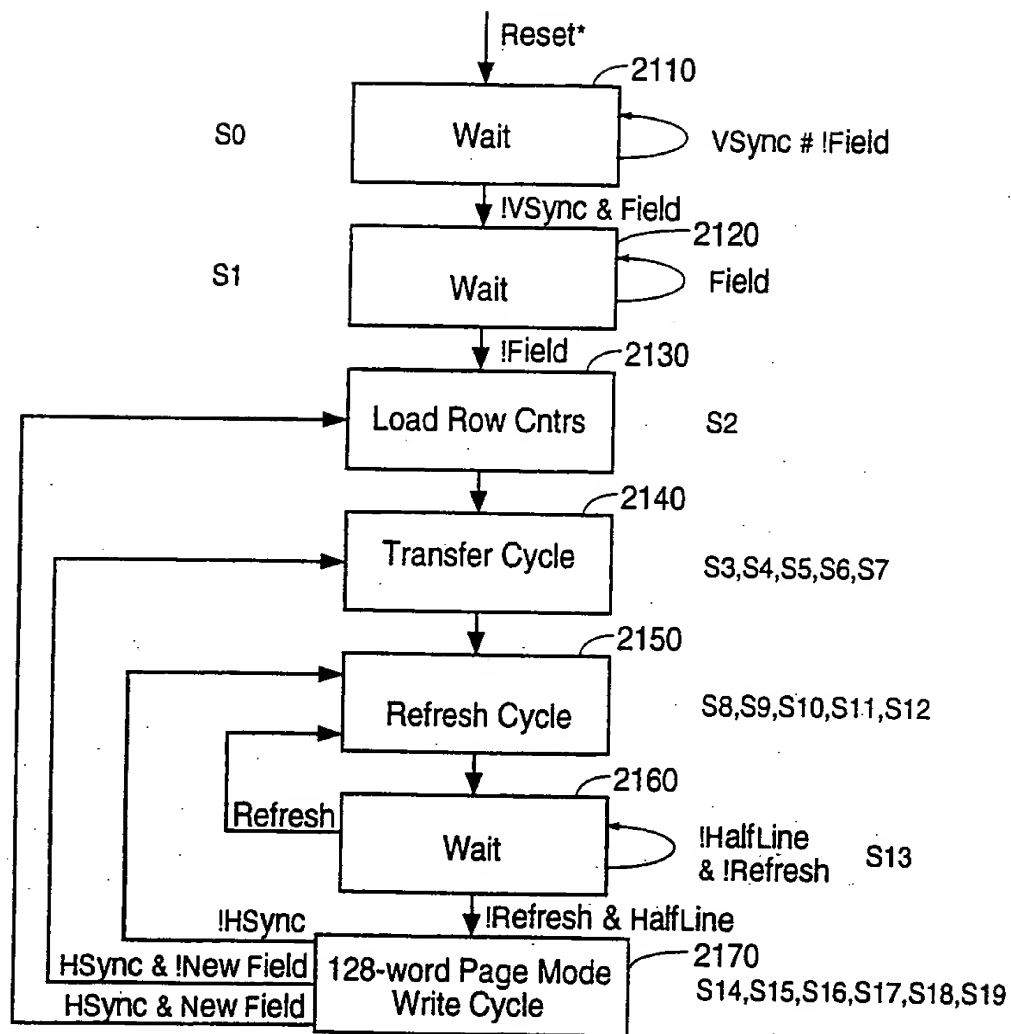 Reset*
2110
S0
Wait
VSync # !Field
!VSync & Field
2120
S1
Wait
Field
!Field
2130
Load Row Cntrs
S2
2140
Transfer Cycle
S3,S4,S5,S6,S7
2150
Refresh Cycle
S8,S9,S10,S11,S12
2160
Refresh
Wait
!HalfLine
& !Refresh
S13
!HSync
!Refresh & HalfLine
HSync & !New Field
128-word Page Mode
2170
HSync & New Field
Write Cycle
S14,S15,S16,S17,S18,S19